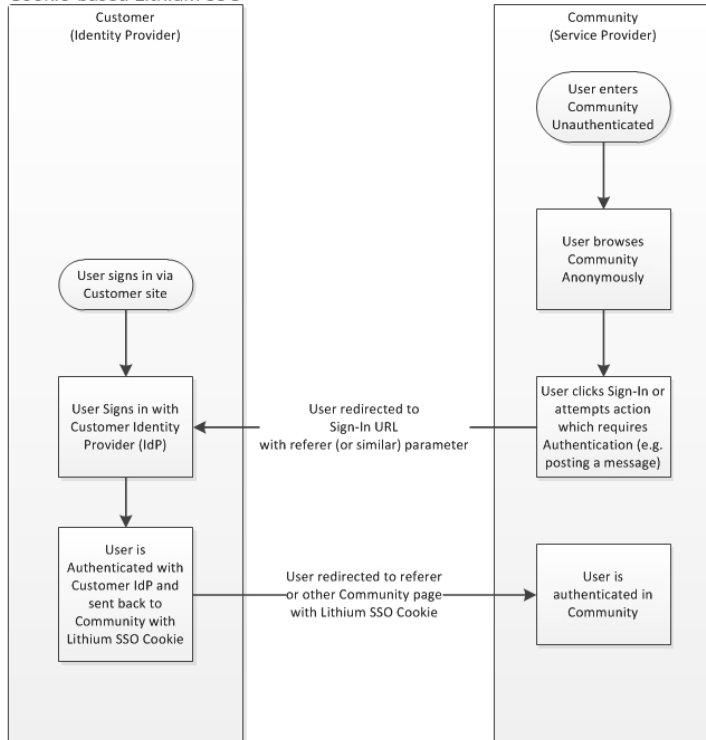 Customer
(Identity Provider)
Community
(Service Provider)
User enters
Community
Unauthenticated
User browses
Community
Anonymously
User signs in via
Customer site
User Signs in with
Customer Identity
Provider (IdP)
User redirected to
Sign-In URL
with referer (or similar) parameter
User clicks Sign-In or
attempts action
which requires
Authentication (e.g.
posting a message)
User is
Authenticated with
Customer IdP and
sent back to
Community with
Lithium SSO Cookie
User redirected to referer
or other Community page
with Lithium SSO Cookie
User is
authenticated in
Community